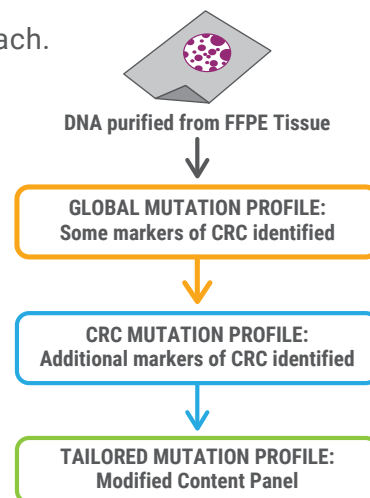 ach.
DNA purified from FFPE Tissue
GLOBAL MUTATION PROFILE:
Some markers of CRC identified
CRC MUTATION PROFILE:
Additional markers of CRC identified
TAILORED MUTATION PROFILE:
Modified Content Panel